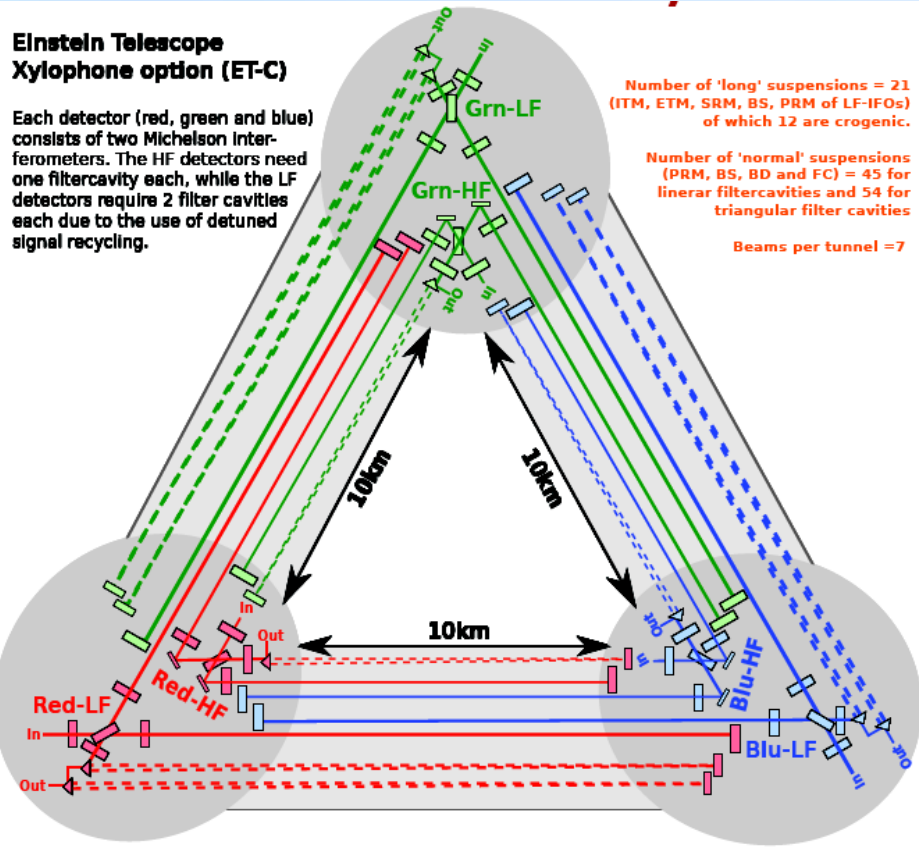 Einstein Telescope
Xylophone option (ET-C)
Each detector (red, green and blue)
consists of two Michelson inter-
ferometers. The HF detectors need
one filtercavity each, while the LF
detectors require 2 filter cavities
each due to the use of detuned
signal recycling.
Number of 'long' suspensions = 21
(ITM, ETM, SRM, BS, PRM of LF-IFOs)
of which 12 are crogenic.
Number of 'normal' suspensions
(PRM, BS, BD and FC) = 45 for
linerar filtercavities and 54 for
triangular filter cavities
Beams per tunnel =7
Out
In
Grn-LF
Grn-HF
Out
In
10km
10km
10km
In
Out
Red-HF
Red-LF
In
Out
Out
In
Blu-HF
Blu-LF
In
Out